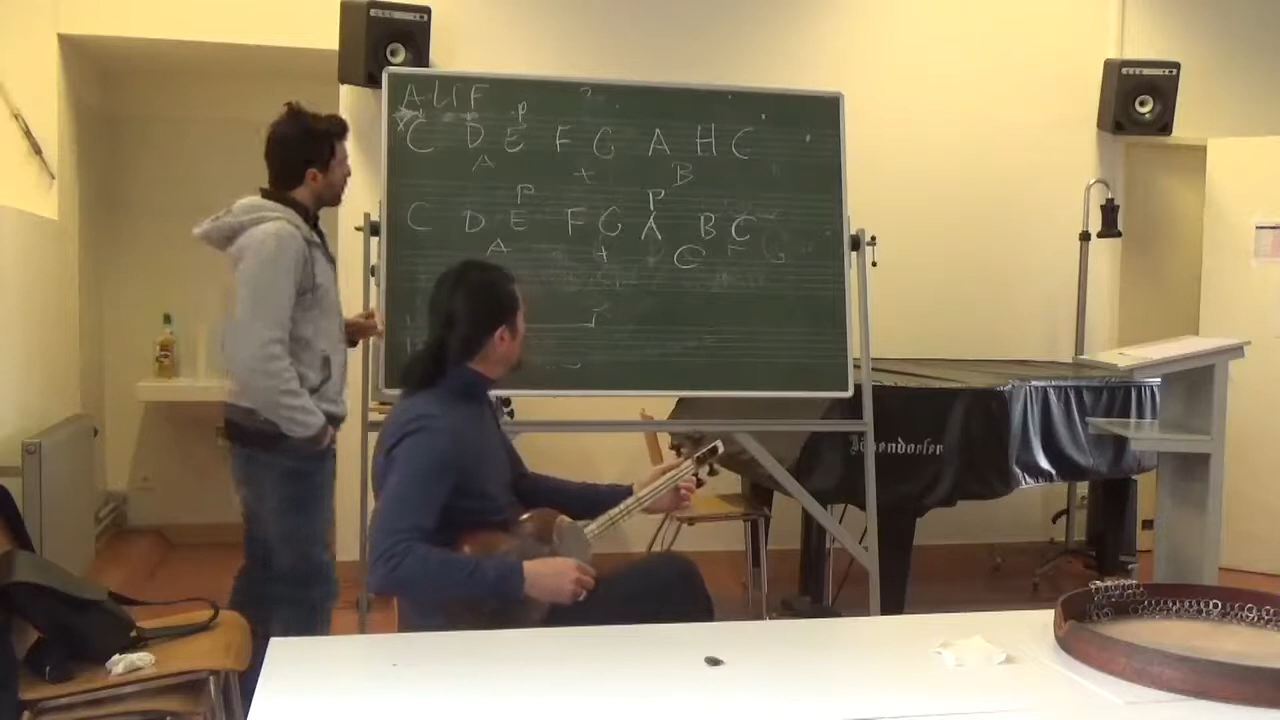 ALIF
P
C D E F G A H C
A + B
P P
C D E F G A B C
A + C F G
Bösendorfer